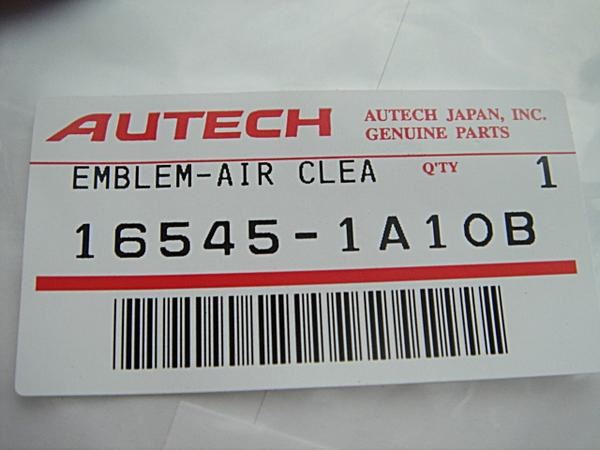 AUTECH
AUTECH JAPAN, INC.
GENUINE PARTS
EMBLEM-AIR CLEA Q'TY 1
16545-1A10B